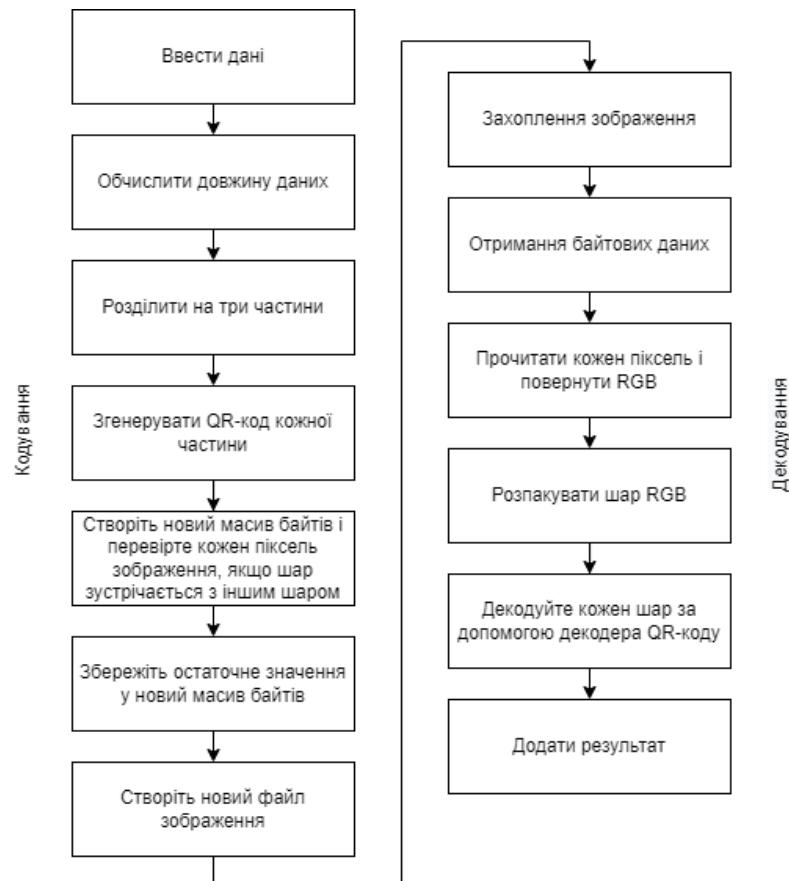 Ввести дані
Обчислити довжину даних
Розділити на три частини
Кодування
Згенерувати QR-код кожної
частини
Створіть новий масив байтів і
перевірте кожен піксель
зображення, якщо шар
зустрічається з іншим шаром
Збережіть остаточне значення
у новий масив байтів
Створіть новий файл
зображення
Захоплення зображення
Отримання байтових даних
Прочитати кожен піксель і
повернути RGB
Декодування
Розпакувати шар RGB
Декодуйте кожен шар за
допомогою декодера QR-коду
Додати результат